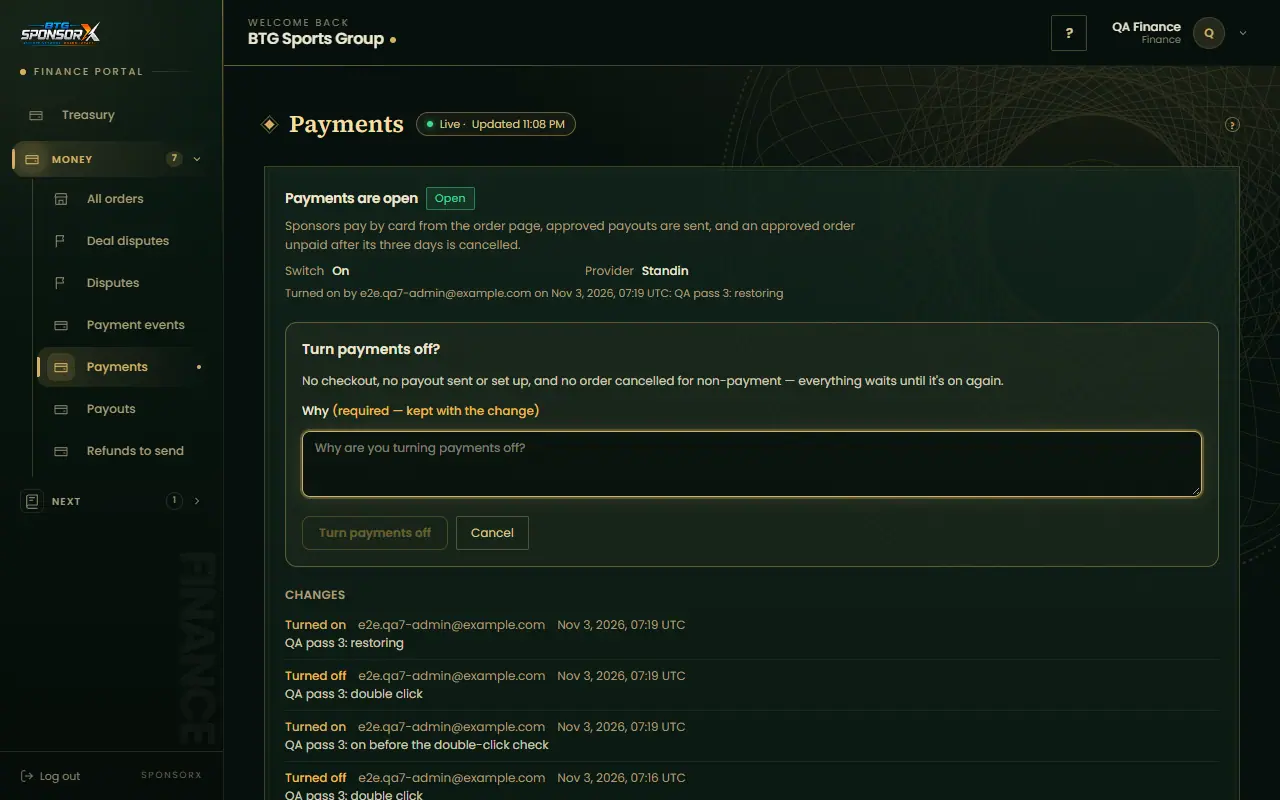 BTG
SPONSORX
FINANCE PORTAL
Treasury
MONEY 7
All orders
Deal disputes
Disputes
Payment events
Payments
Payouts
Refunds to send
NEXT 1
FINANCE
Log out SPONSORX
WELCOME BACK
BTG Sports Group
?
QA Finance
Finance
Q
Payments
Live · Updated 11:08 PM
?
Payments are open Open
Sponsors pay by card from the order page, approved payouts are sent, and an approved order
unpaid after its three days is cancelled.
Switch On Provider Standin
Turned on by e2e.qa7-admin@example.com on Nov 3, 2026, 07:19 UTC: QA pass 3: restoring
Turn payments off?
No checkout, no payout sent or set up, and no order cancelled for non-payment — everything waits until it's on again.
Why (required — kept with the change)
Why are you turning payments off?
Turn payments off Cancel
CHANGES
Turned on e2e.qa7-admin@example.com Nov 3, 2026, 07:19 UTC
QA pass 3: restoring
Turned off e2e.qa7-admin@example.com Nov 3, 2026, 07:19 UTC
QA pass 3: double click
Turned on e2e.qa7-admin@example.com Nov 3, 2026, 07:19 UTC
QA pass 3: on before the double-click check
Turned off e2e.qa7-admin@example.com Nov 3, 2026, 07:16 UTC
QA pass 3: double click